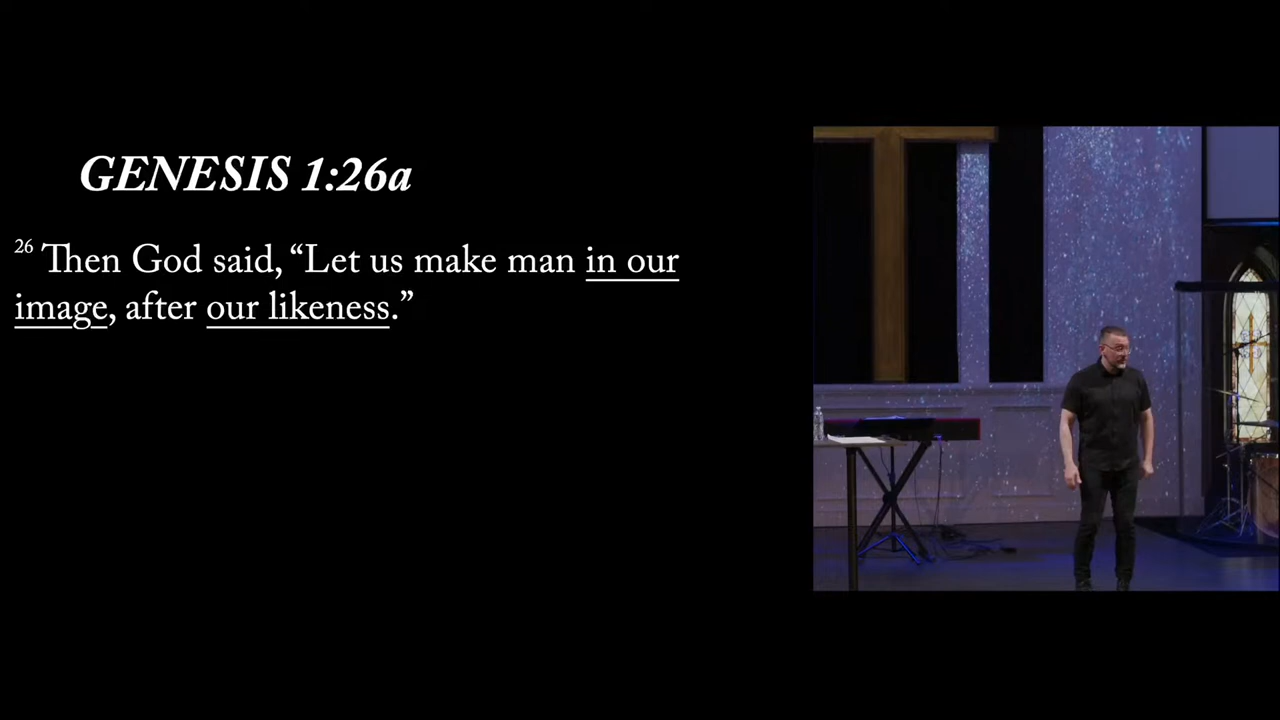 GENESIS 1:26a
26 Then God said, “Let us make man in our
image, after our likeness.”